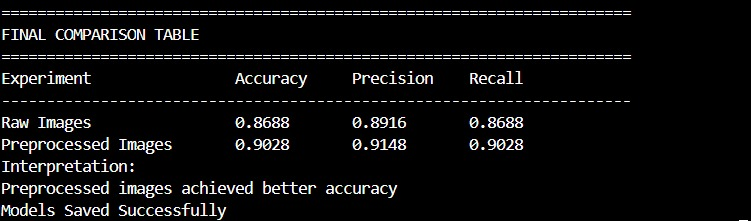 ======================================================================
FINAL COMPARISON TABLE
======================================================================
Experiment                Accuracy     Precision    Recall
----------------------------------------------------------------------
Raw Images                0.8688       0.8916       0.8688
Preprocessed Images       0.9028       0.9148       0.9028
Interpretation:
Preprocessed images achieved better accuracy
Models Saved Successfully